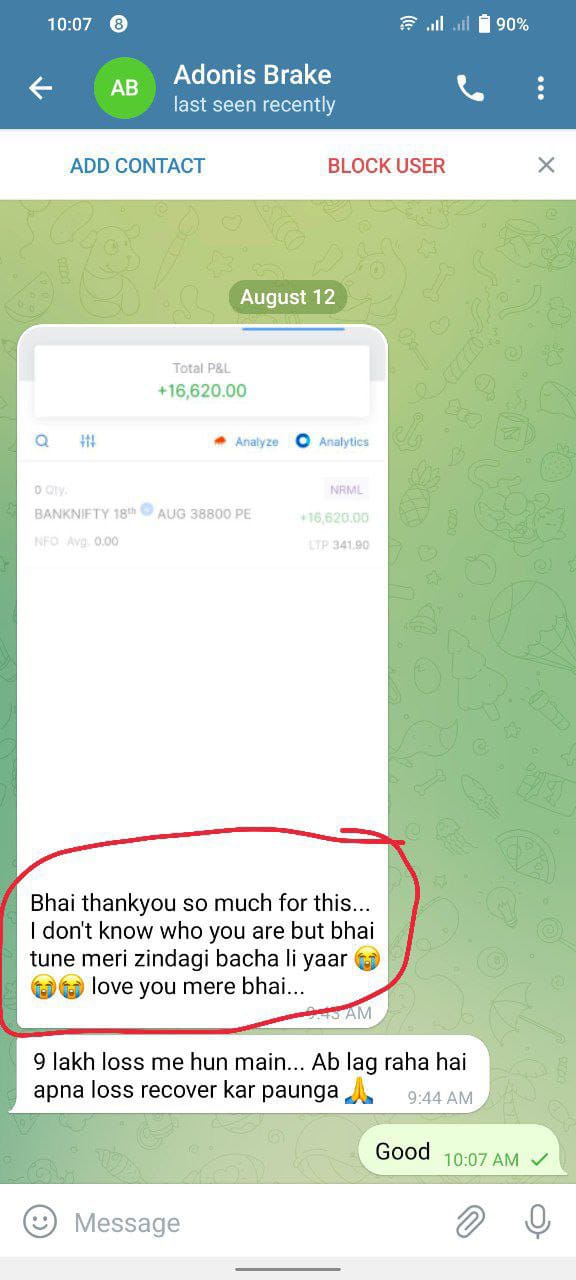 10:07 8 90%
AB
Adonis Brake
last seen recently
ADD CONTACT BLOCK USER
August 12
Total P&L
+16,620.00
Analyze Analytics
0 Qty. NRML
BANKNIFTY 18th AUG 38800 PE +16,620.00
NFO Avg. 0.00 LTP 341.90
Bhai thankyou so much for this...
I don't know who you are but bhai
tune meri zindagi bacha li yaar 😭
😭😭 love you mere bhai...
9:43 AM
9 lakh loss me hun main... Ab lag raha hai
apna loss recover kar paunga 🙏 9:44 AM
Good 10:07 AM
Message